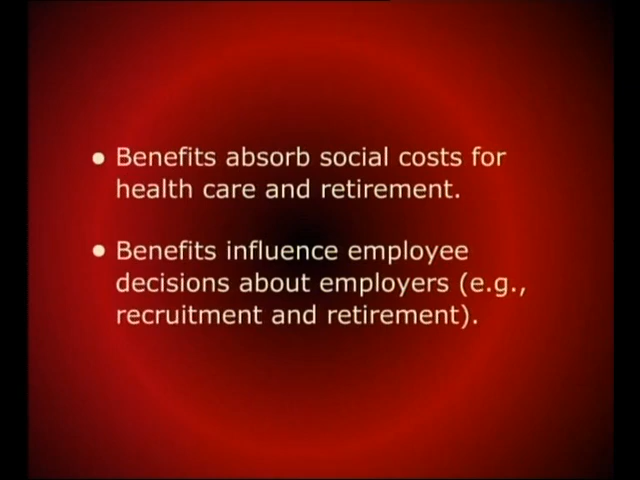 • Benefits absorb social costs for
health care and retirement.
• Benefits influence employee
decisions about employers (e.g.,
recruitment and retirement).